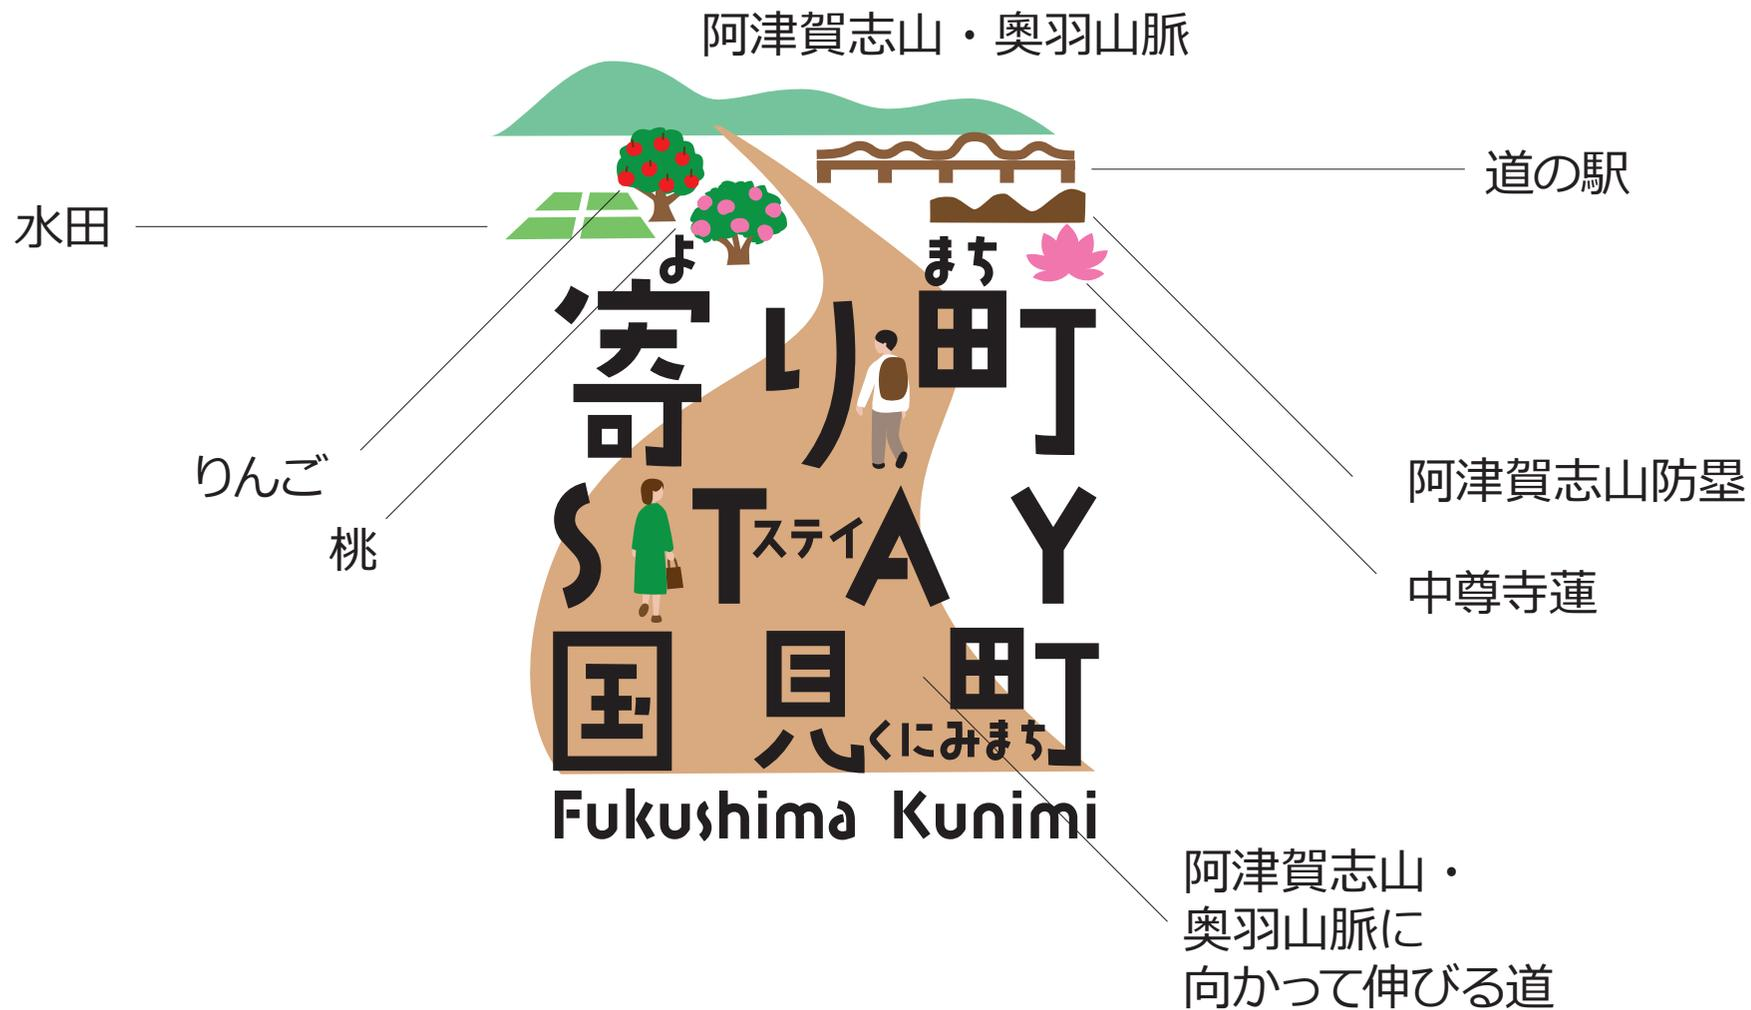 阿津賀志山・奥羽山脈
道の駅
水田
よ まち
寄り町
りんご
阿津賀志山防塁
STAY
ステイ
桃
中尊寺蓮
国見町
くにみまち
Fukushima Kunimi
阿津賀志山・
奥羽山脈に
向かって伸びる道